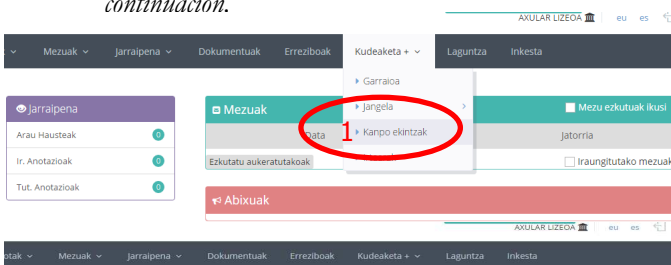 continuación.
AXULAR LIZEOA eu es
Mezuak Jarraipena Dokumentuak Erreziboak Kudeaketa + Laguntza Inkesta
Garraioa
Jarraipena
Mezuak
Jangela
Mezu ezkutuak ikusi
Arau Hausteak 0
Data
1
Kanpo ekintzak
Jatorria
Ir. Anotazioak 0
Ezkutatu aukeratutakoak
Iraungitutako mezuak
Tut. Anotazioak 0
Abixuak
AXULAR LIZEOA eu es
Mezuak Jarraipena Dokumentuak Erreziboak Kudeaketa + Laguntza Inkesta